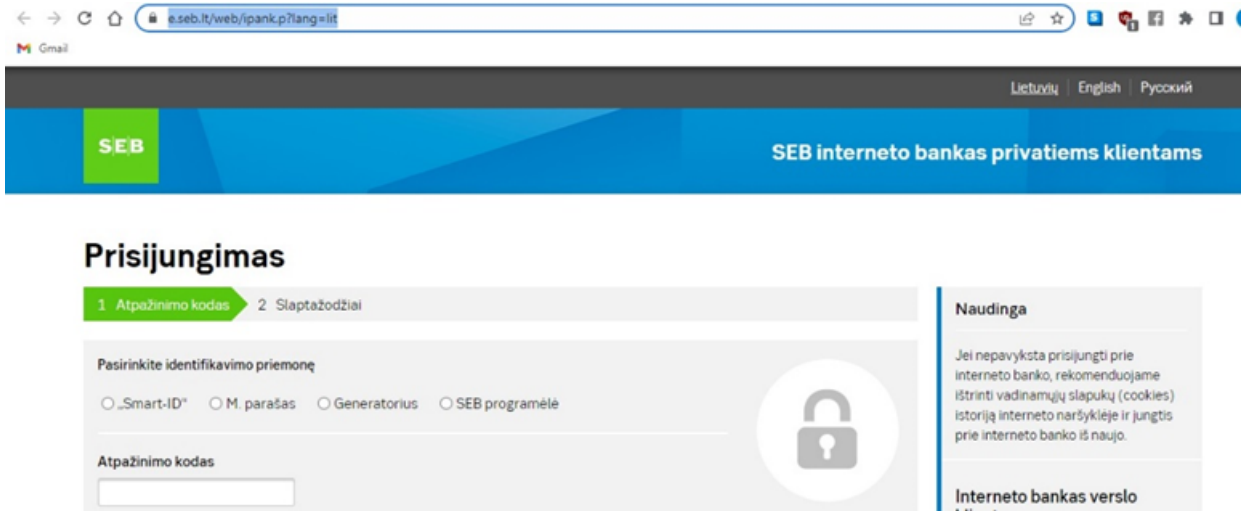 e.seb.lt/web/ipank.p?lang=lit
Gmail
Lietuvių English Русский
SEB
SEB interneto bankas privatiems klientams
Prisijungimas
1 Atpažinimo kodas 2 Slaptažodžiai
Pasirinkite identifikavimo priemonę
„Smart-ID" M. parašas Generatorius SEB programėlė
Atpažinimo kodas
Naudinga
Jei nepavyksta prisijungti prie
interneto banko, rekomenduojame
ištrinti vadinamųjų slapukų (cookies)
istoriją interneto naršyklėje ir jungtis
prie interneto banko iš naujo.
Interneto bankas verslo